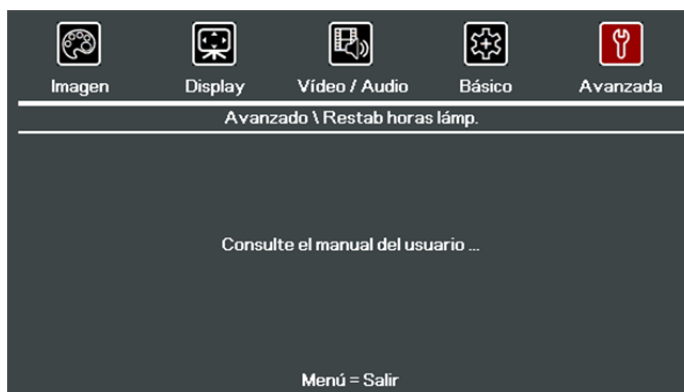 Imagen Display Vídeo / Audio Básico Avanzada
Avanzado \ Restab horas lámp.
Consulte el manual del usuario ...
Menú = Salir